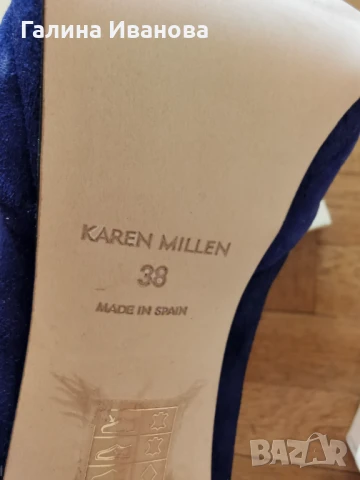 Галина Иванова
KAREN MILLEN
38
MADE IN SPAIN
BAZAR